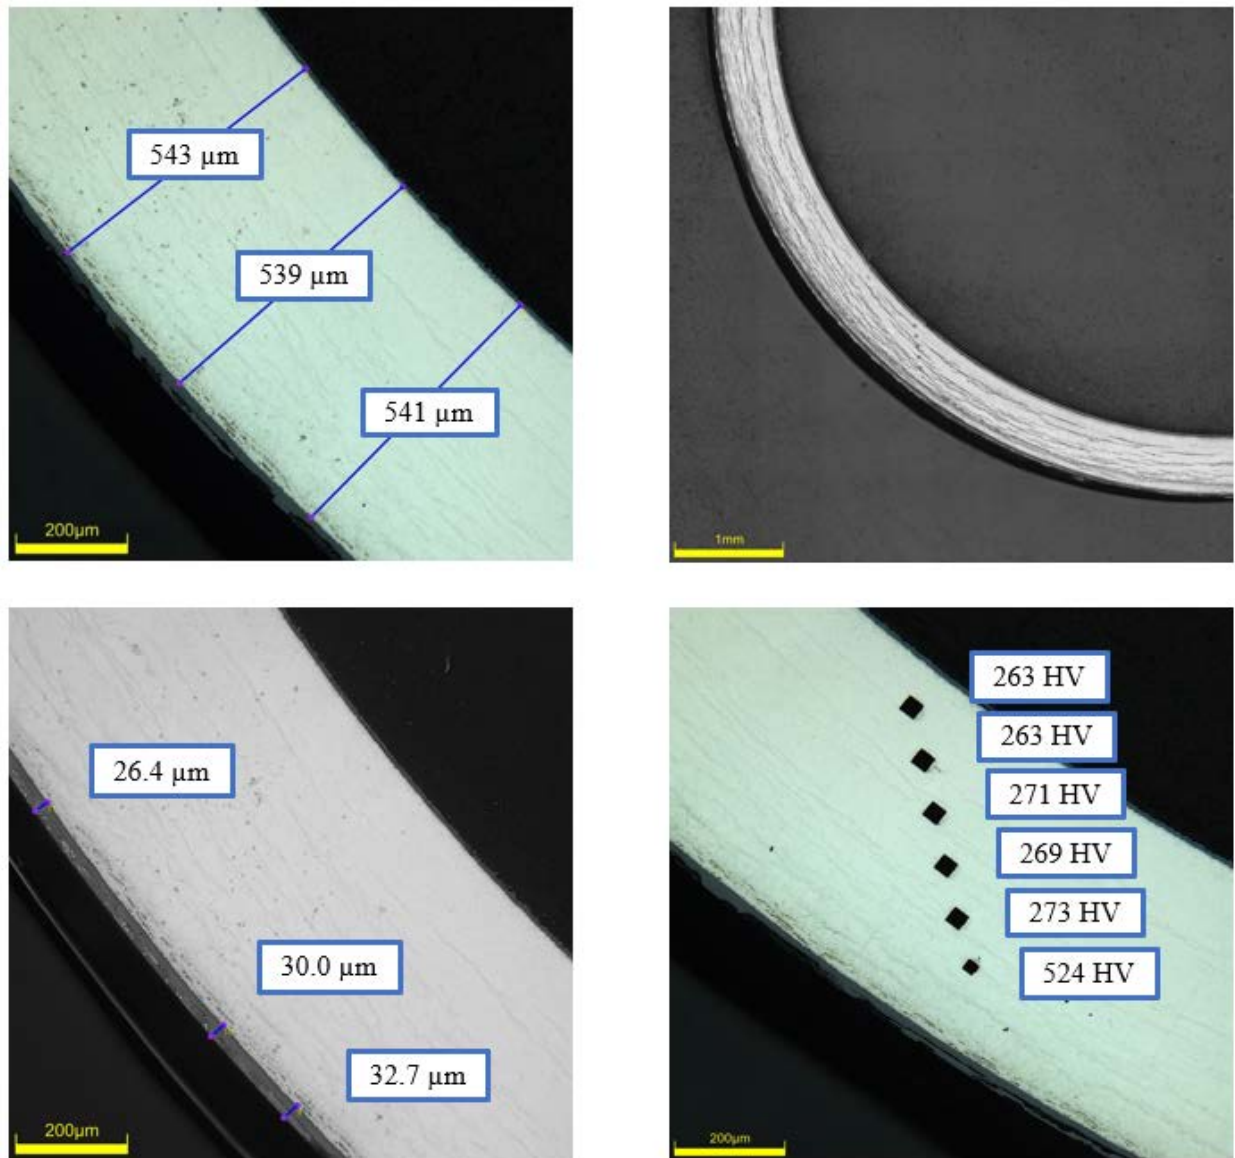 543 µm
539 µm
541 µm
200µm
1mm
26.4 µm
30.0 µm
32.7 µm
200µm
263 HV
263 HV
271 HV
269 HV
273 HV
524 HV
200µm